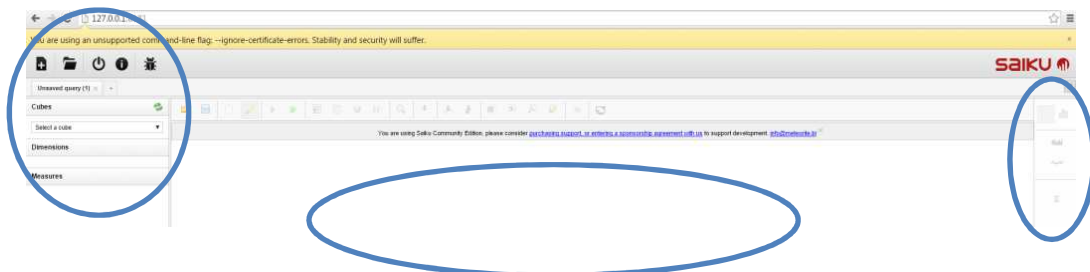 127.0.0.1
You are using an unsupported command-line flag: --ignore-certificate-errors. Stability and security will suffer.
saiku
Unsaved query (1)
Cubes
Select a cube
You are using Saiku Community Edition, please consider purchasing support, or entering a sponsorship agreement with us to support development. info@meteorite.bi
Dimensions
Measures